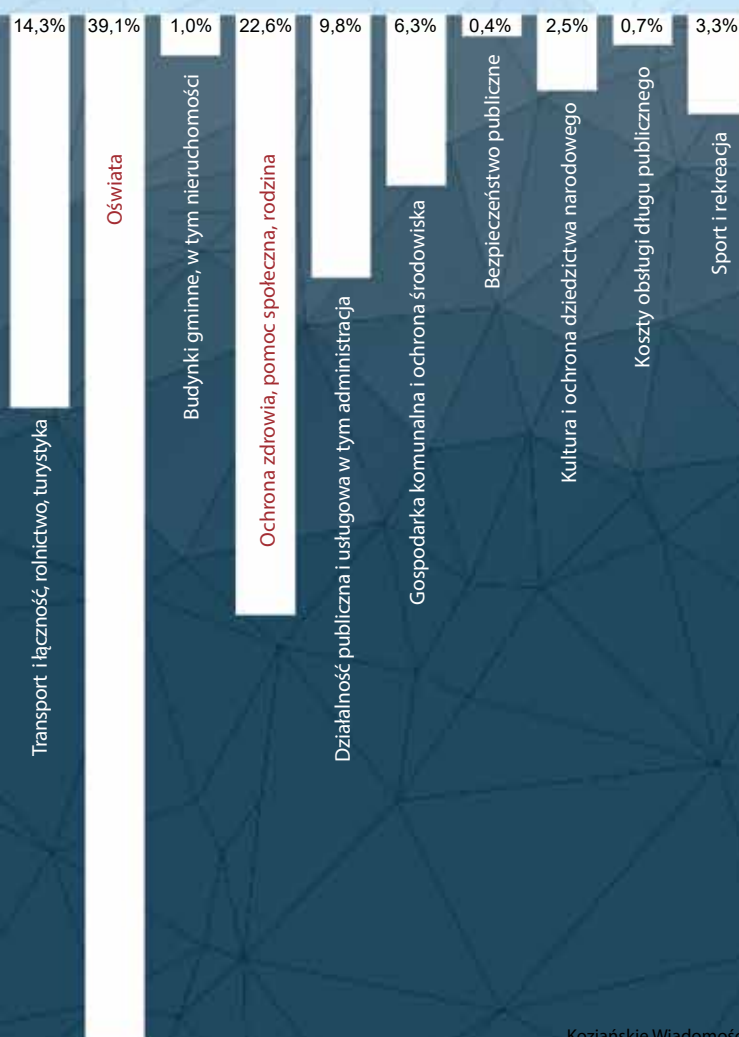 14,3%
39,1%
1,0%
22,6%
9,8%
6,3%
0,4%
2,5%
0,7%
3,3%
Transport i łączność, rolnictwo, turystyka
Oświata
Budynki gminne, w tym nieruchomości
Ochrona zdrowia, pomoc społeczna, rodzina
Działalność publiczna i usługowa w tym administracja
Gospodarka komunalna i ochrona środowiska
Bezpieczeństwo publiczne
Kultura i ochrona dziedzictwa narodowego
Koszty obsługi długu publicznego
Sport i rekreacja